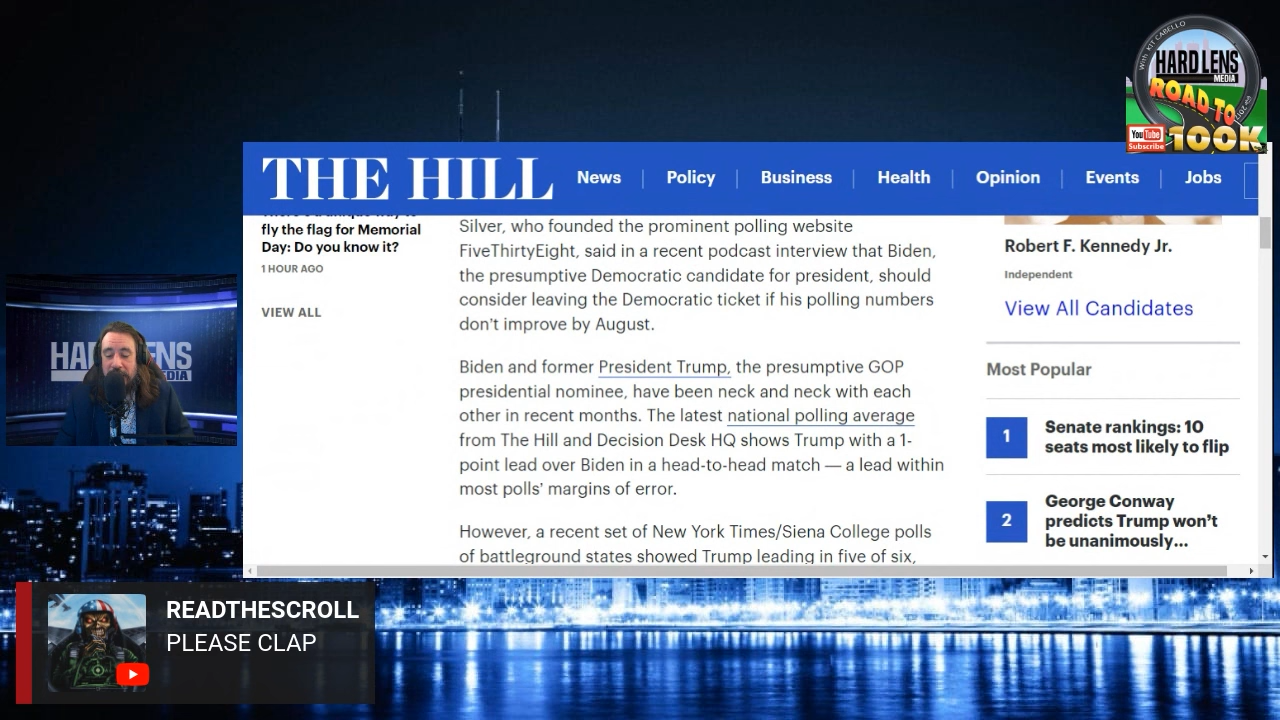 With KIT CABELLO
HARD LENS
MEDIA
ROAD TO
100K
YouTube
Subscribe
THE HILL
News
Policy
Business
Health
Opinion
Events
Jobs
fly the flag for Memorial
Day: Do you know it?
1 HOUR AGO
VIEW ALL
Silver, who founded the prominent polling website
FiveThirtyEight, said in a recent podcast interview that Biden,
the presumptive Democratic candidate for president, should
consider leaving the Democratic ticket if his polling numbers
don't improve by August.
Biden and former President Trump, the presumptive GOP
presidential nominee, have been neck and neck with each
other in recent months. The latest national polling average
from The Hill and Decision Desk HQ shows Trump with a 1-
point lead over Biden in a head-to-head match — a lead within
most polls' margins of error.
However, a recent set of New York Times/Siena College polls
of battleground states showed Trump leading in five of six,
Robert F. Kennedy Jr.
Independent
View All Candidates
Most Popular
1
Senate rankings: 10
seats most likely to flip
2
George Conway
predicts Trump won't
be unanimously...
READTHESCROLL
PLEASE CLAP